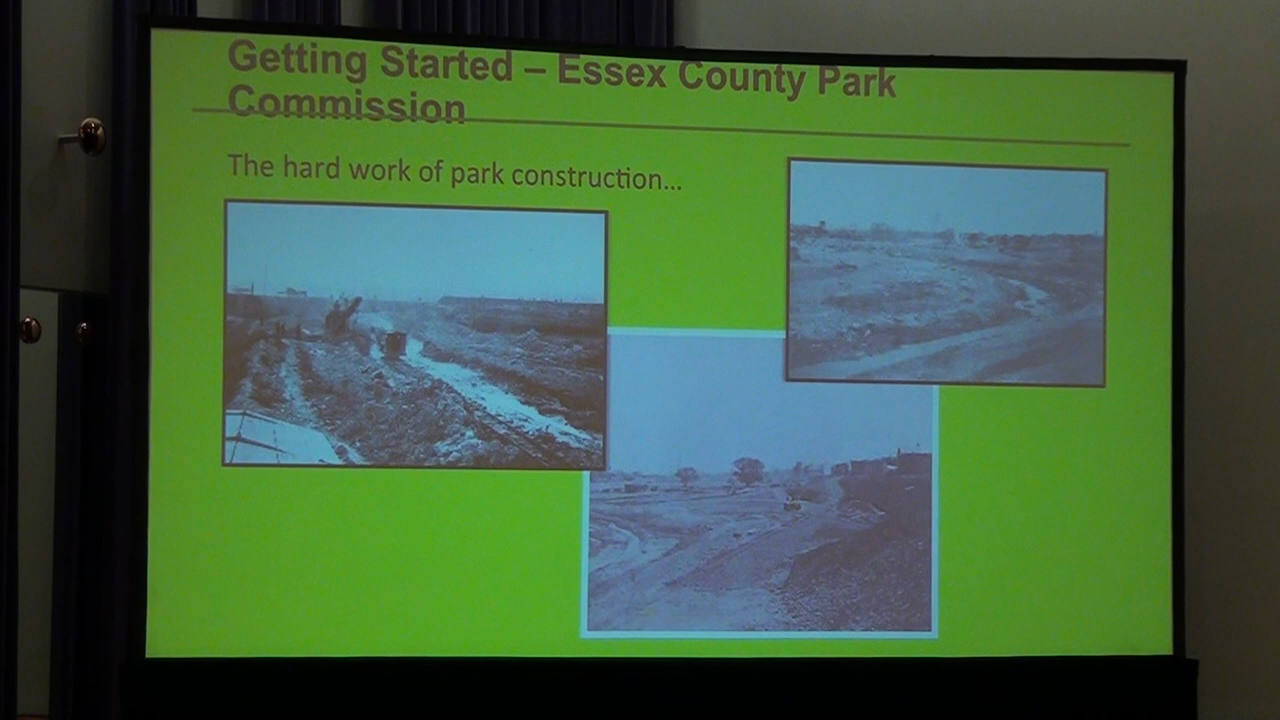 Getting Started – Essex County Park
Commission
The hard work of park construction...